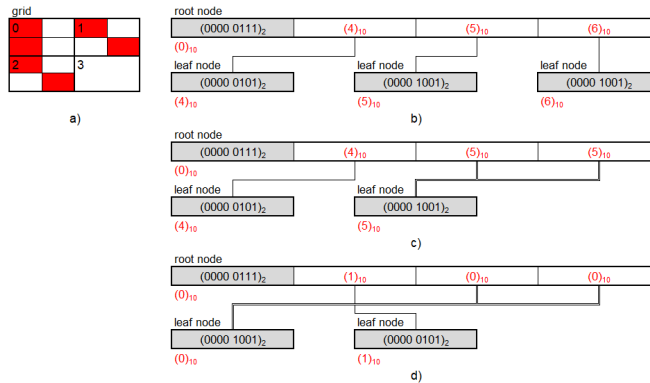 grid
0 1
2 3
a)
root node
(0000 0111)₂ (4)₁₀ (5)₁₀ (6)₁₀
(0)₁₀
leaf node leaf node leaf node
(0000 0101)₂ (0000 1001)₂ (0000 1001)₂
(4)₁₀ (5)₁₀ (6)₁₀
b)
root node
(0000 0111)₂ (4)₁₀ (5)₁₀ (5)₁₀
(0)₁₀
leaf node leaf node
(0000 0101)₂ (0000 1001)₂
(4)₁₀ (5)₁₀
c)
root node
(0000 0111)₂ (1)₁₀ (0)₁₀ (0)₁₀
(0)₁₀
leaf node leaf node
(0000 1001)₂ (0000 0101)₂
(0)₁₀ (1)₁₀
d)